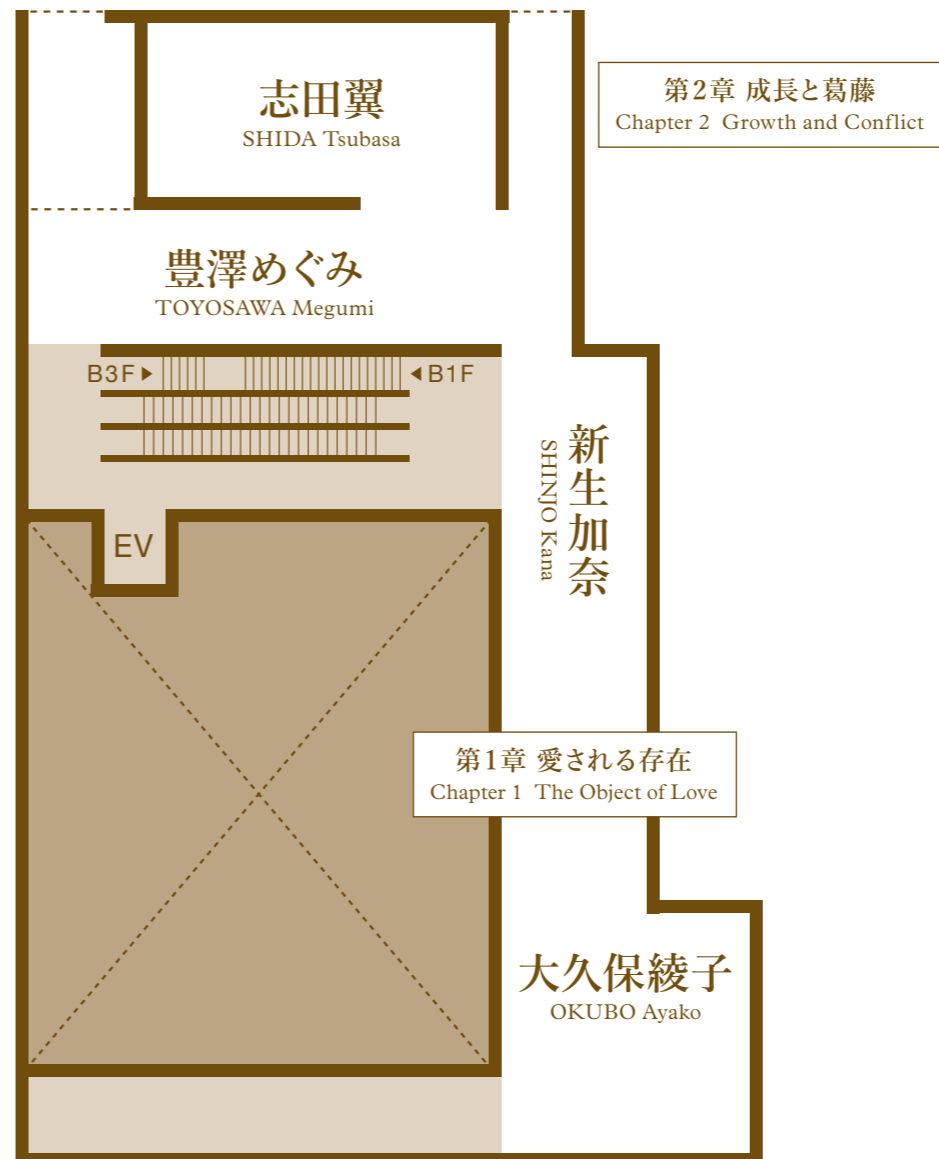 志田翼
SHIDA Tsubasa
第2章 成長と葛藤
Chapter 2 Growth and Conflict
豊澤めぐみ
TOYOSAWA Megumi
B3F ▶
◀ B1F
新生加奈
SHINJO Kana
EV
第1章 愛される存在
Chapter 1 The Object of Love
大久保綾子
OKUBO Ayako